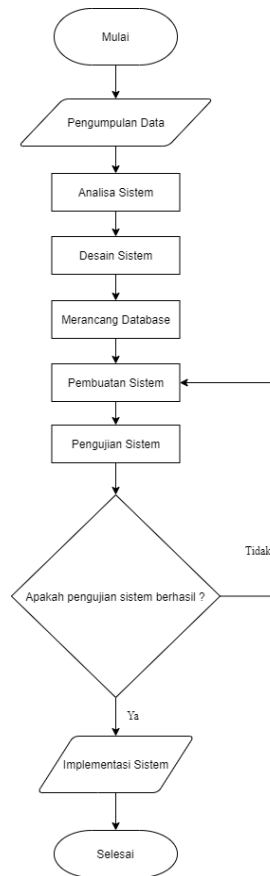 Mulai
Pengumpulan Data
Analisa Sistem
Desain Sistem
Merancang Database
Pembuatan Sistem
Pengujian Sistem
Tidak
Apakah pengujian sistem berhasil ?
Ya
Implementasi Sistem
Selesai